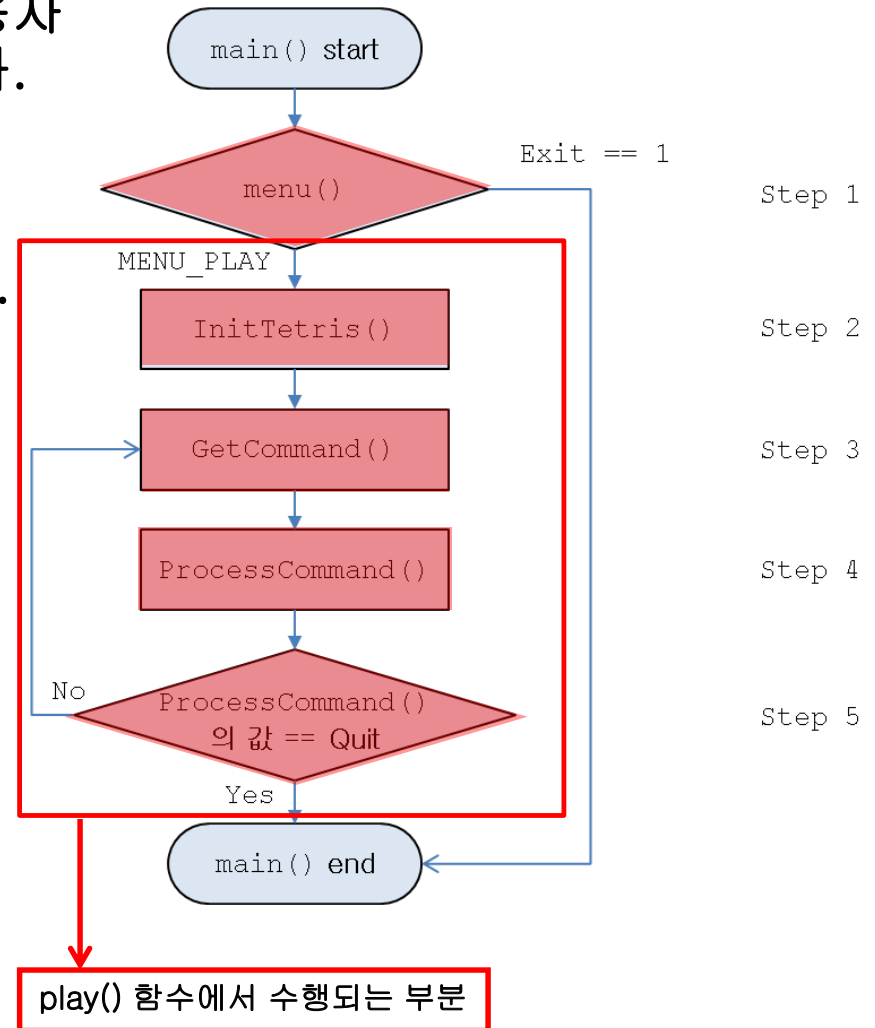 다.
.
main() start
Exit == 1
menu()
Step 1
MENU_PLAY
InitTetris()
Step 2
GetCommand()
Step 3
ProcessCommand()
Step 4
No
ProcessCommand()
의 값 == Quit
Step 5
Yes
main() end
play() 함수에서 수행되는 부분